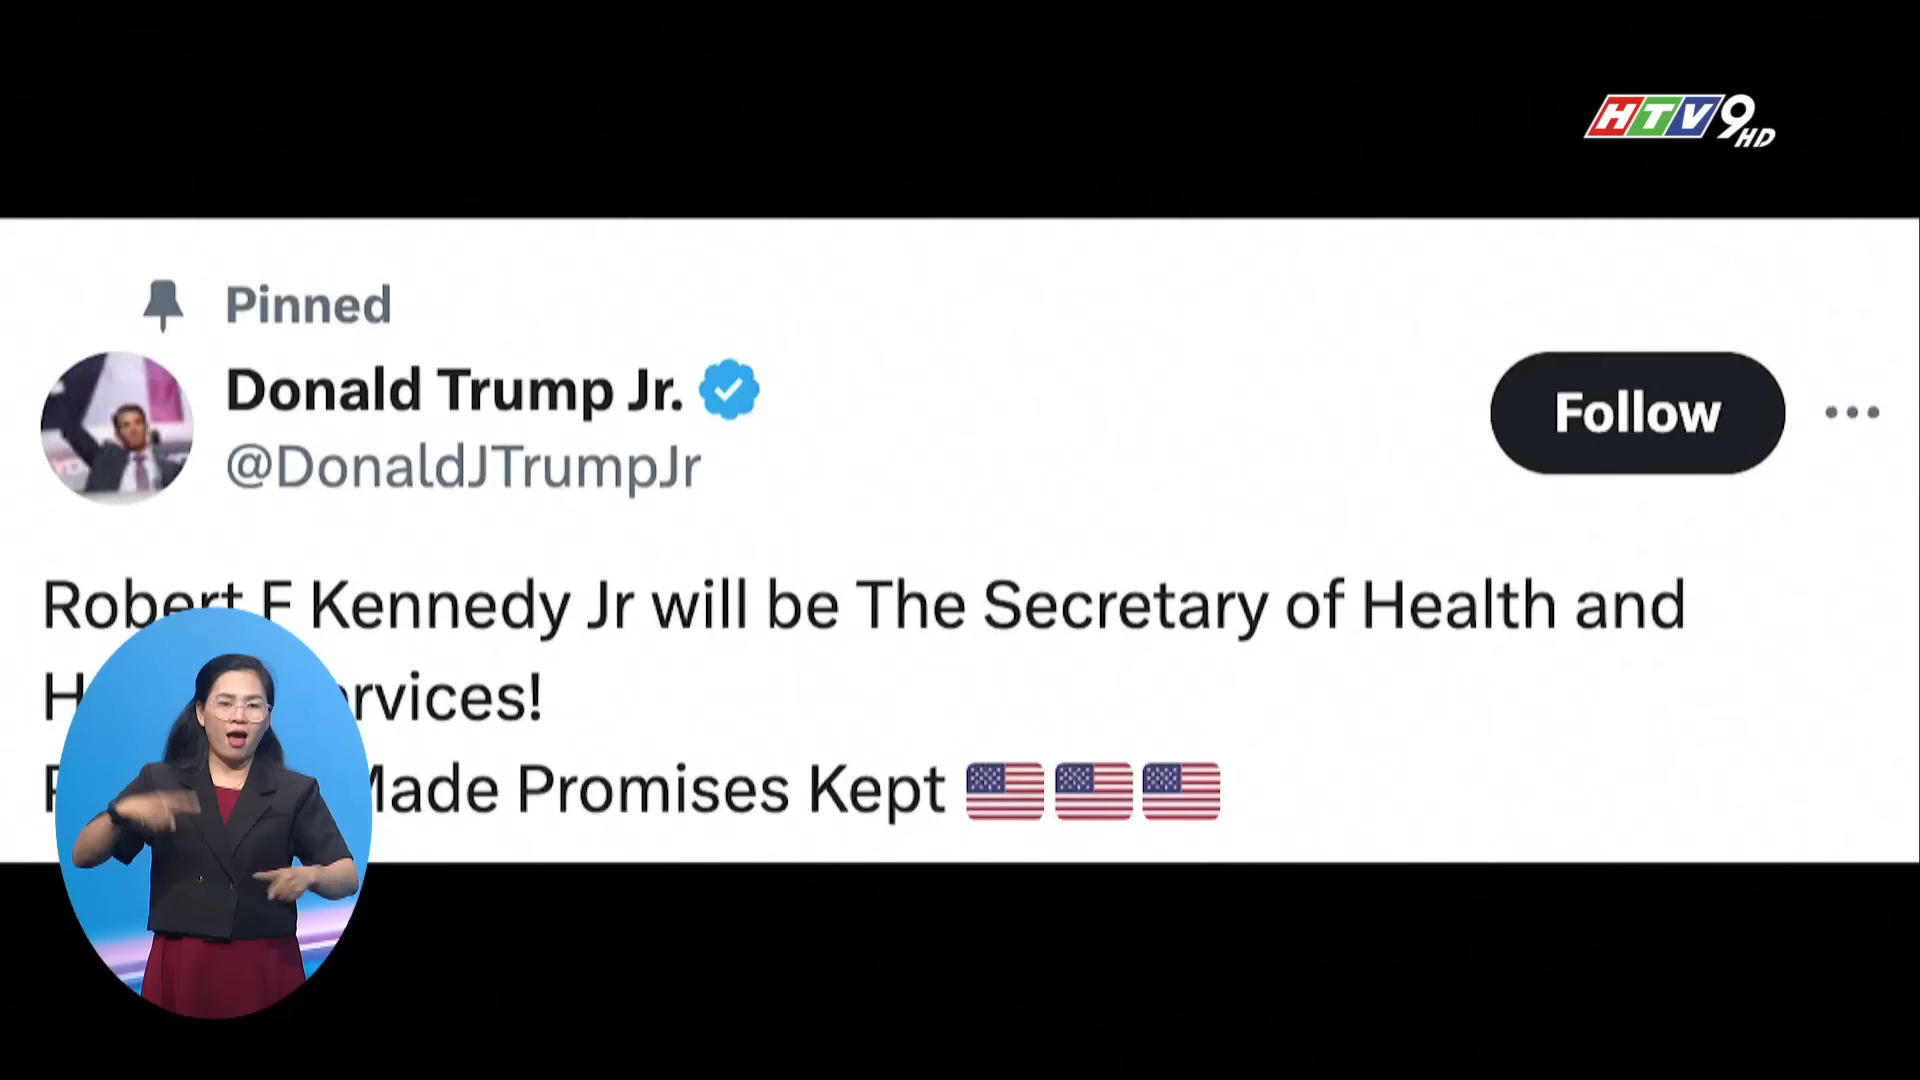 HTV9 HD
Pinned
Donald Trump Jr.
@DonaldJTrumpJr
Follow
Robert F Kennedy Jr will be The Secretary of Health and
Services!
Made Promises Kept 🇺🇸🇺🇸🇺🇸